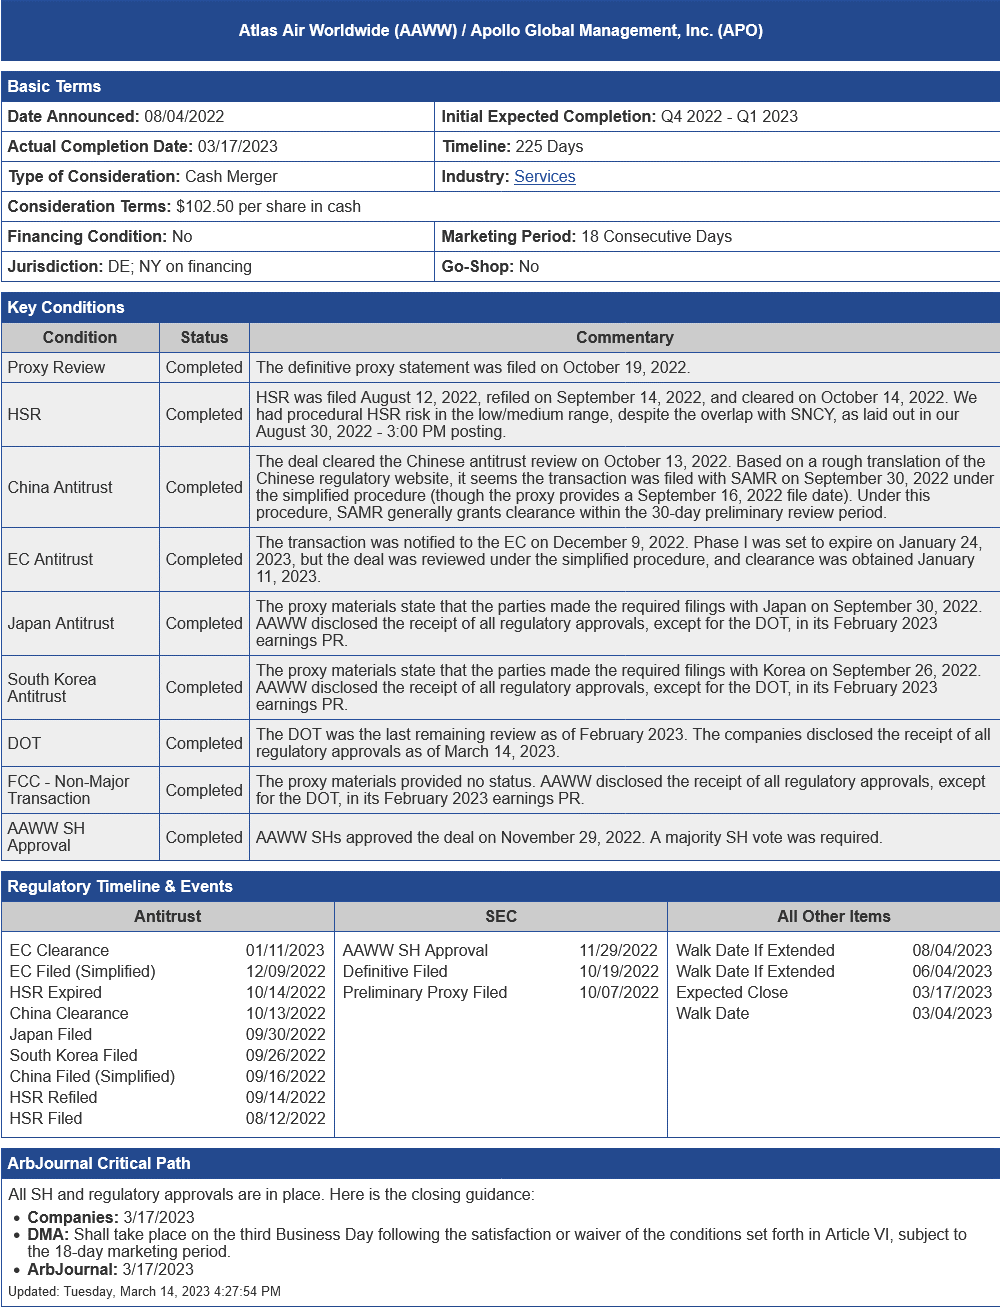 Atlas Air Worldwide (AAWW) / Apollo Global Management, Inc. (APO)
Basic Terms
Date Announced: 08/04/2022
Initial Expected Completion: Q4 2022 - Q1 2023
Actual Completion Date: 03/17/2023
Timeline: 225 Days
Type of Consideration: Cash Merger
Industry: Services
Consideration Terms: $102.50 per share in cash
Financing Condition: No
Marketing Period: 18 Consecutive Days
Jurisdiction: DE; NY on financing
Go-Shop: No
Key Conditions
Condition Status Commentary
Proxy Review Completed The definitive proxy statement was filed on October 19, 2022.
HSR Completed HSR was filed August 12, 2022, refiled on September 14, 2022, and cleared on October 14, 2022. We
had procedural HSR risk in the low/medium range, despite the overlap with SNCY, as laid out in our
August 30, 2022 - 3:00 PM posting.
China Antitrust Completed The deal cleared the Chinese antitrust review on October 13, 2022. Based on a rough translation of the
Chinese regulatory website, it seems the transaction was filed with SAMR on September 30, 2022 under
the simplified procedure (though the proxy provides a September 16, 2022 file date). Under this
procedure, SAMR generally grants clearance within the 30-day preliminary review period.
EC Antitrust Completed The transaction was notified to the EC on December 9, 2022. Phase I was set to expire on January 24,
2023, but the deal was reviewed under the simplified procedure, and clearance was obtained January
11, 2023.
Japan Antitrust Completed The proxy materials state that the parties made the required filings with Japan on September 30, 2022.
AAWW disclosed the receipt of all regulatory approvals, except for the DOT, in its February 2023
earnings PR.
South Korea
Antitrust Completed The proxy materials state that the parties made the required filings with Korea on September 26, 2022.
AAWW disclosed the receipt of all regulatory approvals, except for the DOT, in its February 2023
earnings PR.
DOT Completed The DOT was the last remaining review as of February 2023. The companies disclosed the receipt of all
regulatory approvals as of March 14, 2023.
FCC - Non-Major
Transaction Completed The proxy materials provided no status. AAWW disclosed the receipt of all regulatory approvals, except
for the DOT, in its February 2023 earnings PR.
AAWW SH
Approval Completed AAWW SHs approved the deal on November 29, 2022. A majority SH vote was required.
Regulatory Timeline & Events
Antitrust
EC Clearance 01/11/2023
EC Filed (Simplified) 12/09/2022
HSR Expired 10/14/2022
China Clearance 10/13/2022
Japan Filed 09/30/2022
South Korea Filed 09/26/2022
China Filed (Simplified) 09/16/2022
HSR Refiled 09/14/2022
HSR Filed 08/12/2022
SEC
AAWW SH Approval 11/29/2022
Definitive Filed 10/19/2022
Preliminary Proxy Filed 10/07/2022
All Other Items
Walk Date If Extended 08/04/2023
Walk Date If Extended 06/04/2023
Expected Close 03/17/2023
Walk Date 03/04/2023
ArbJournal Critical Path
All SH and regulatory approvals are in place. Here is the closing guidance:
• Companies: 3/17/2023
• DMA: Shall take place on the third Business Day following the satisfaction or waiver of the conditions set forth in Article VI, subject to
the 18-day marketing period.
• ArbJournal: 3/17/2023
Updated: Tuesday, March 14, 2023 4:27:54 PM